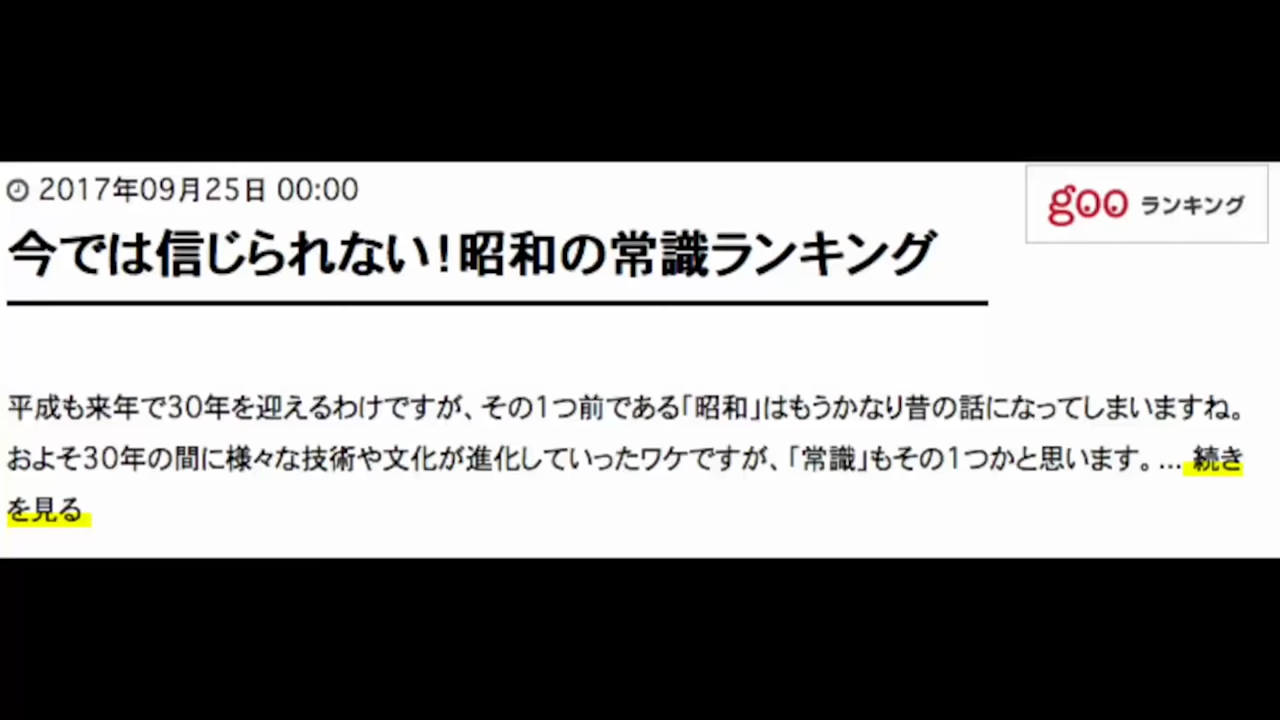 2017年09月25日 00:00
goo ランキング
今では信じられない!昭和の常識ランキング
平成も来年で30年を迎えるわけですが、その1つ前である「昭和」はもうかなり昔の話になってしまいますね。
およそ30年の間に様々な技術や文化が進化していったワケですが、「常識」もその1つかと思います。... 続き
を見る